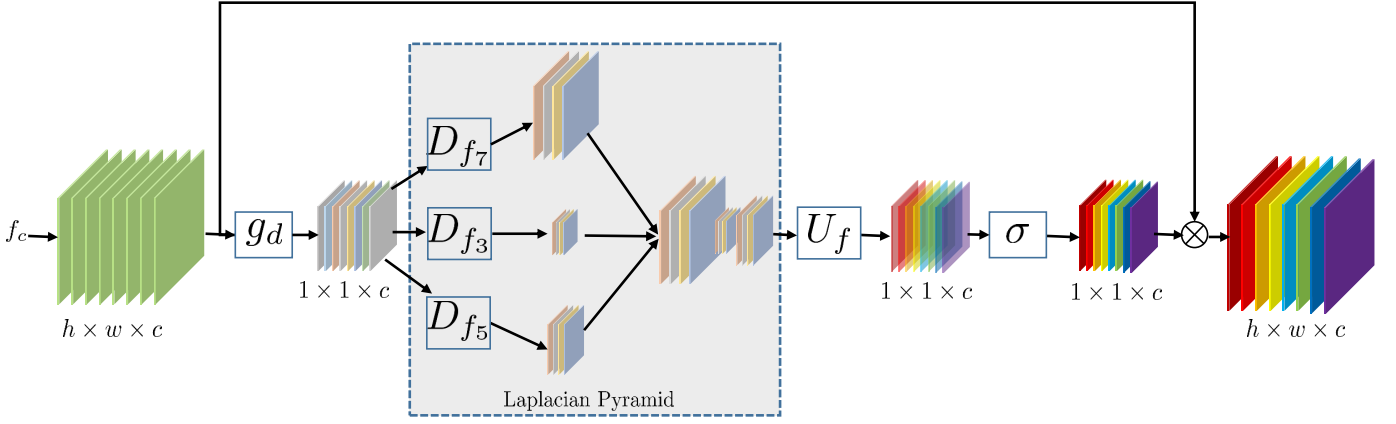 f_c
h × w × c
g_d
1 × 1 × c
D_{f_7}
D_{f_3}
D_{f_5}
Laplacian Pyramid
U_f
1 × 1 × c
σ
1 × 1 × c
h × w × c